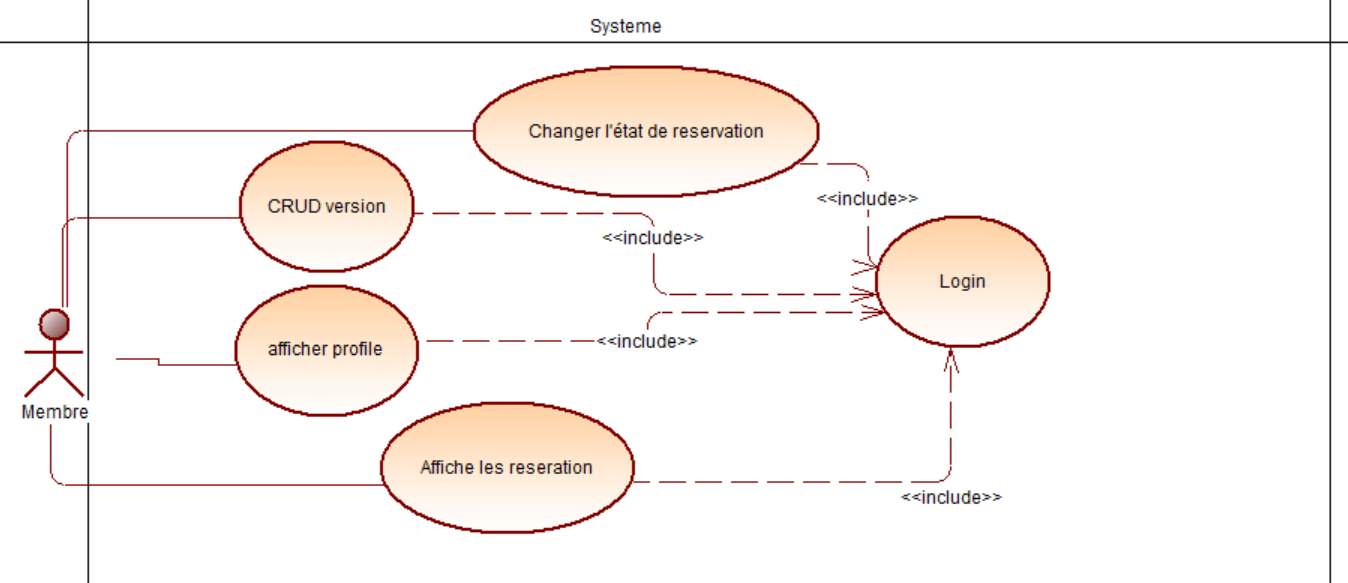 Systeme
Changer l'état de reservation
<<include>>
CRUD version
<<include>>
Login
afficher profile
<<include>>
Membre
Affiche les reseration
<<include>>